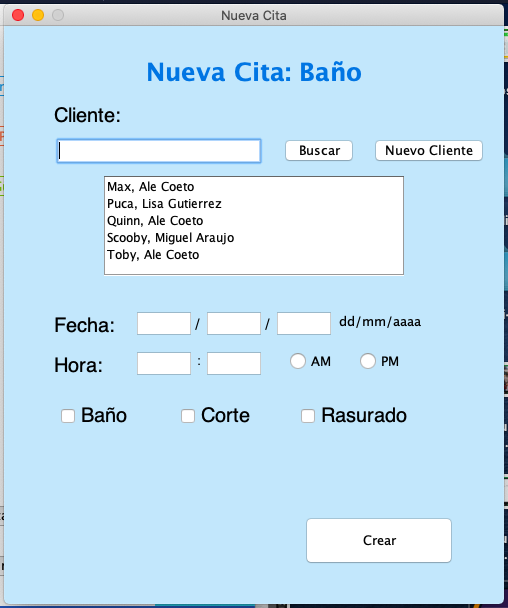 Nueva Cita
Nueva Cita: Baño
Cliente:
Buscar
Nuevo Cliente
Max, Ale Coeto
Puca, Lisa Gutierrez
Quinn, Ale Coeto
Scooby, Miguel Araujo
Toby, Ale Coeto
Fecha: / / dd/mm/aaaa
Hora: : AM PM
Baño Corte Rasurado
Crear